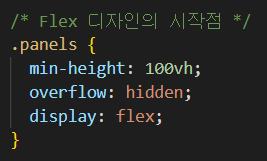 /* Flex 디자인의 시작점 */
.panels {
  min-height: 100vh;
  overflow: hidden;
  display: flex;
}